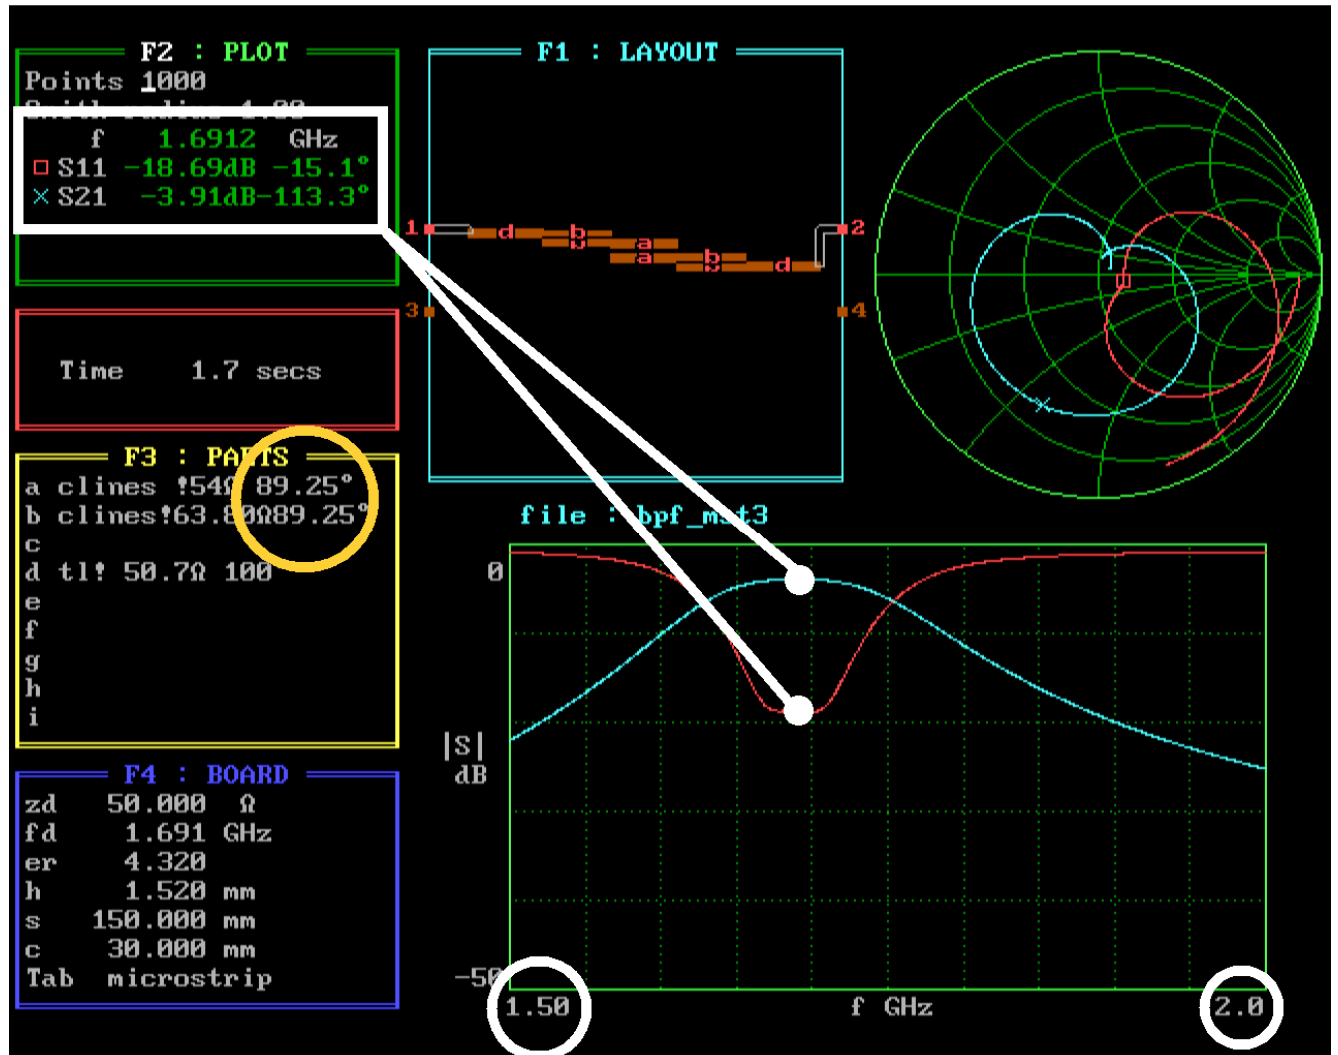 F2 : PLOT
Points 1000
f 1.6912 GHz
S11 -18.69dB -15.1°
S21 -3.91dB-113.3°
Time 1.7 secs
F3 : PARTS
a clines !54Ω 89.25°
b clines!63.80Ω89.25°
c
d tl! 50.7Ω 100
e
f
g
h
i
F4 : BOARD
zd 50.000 Ω
fd 1.691 GHz
er 4.320
h 1.520 mm
s 150.000 mm
c 30.000 mm
Tab microstrip
F1 : LAYOUT
1 d b 2
b a
a b
d
3 4
file : bpf_mst3
0
|S|
dB
-50
1.50 f GHz 2.0